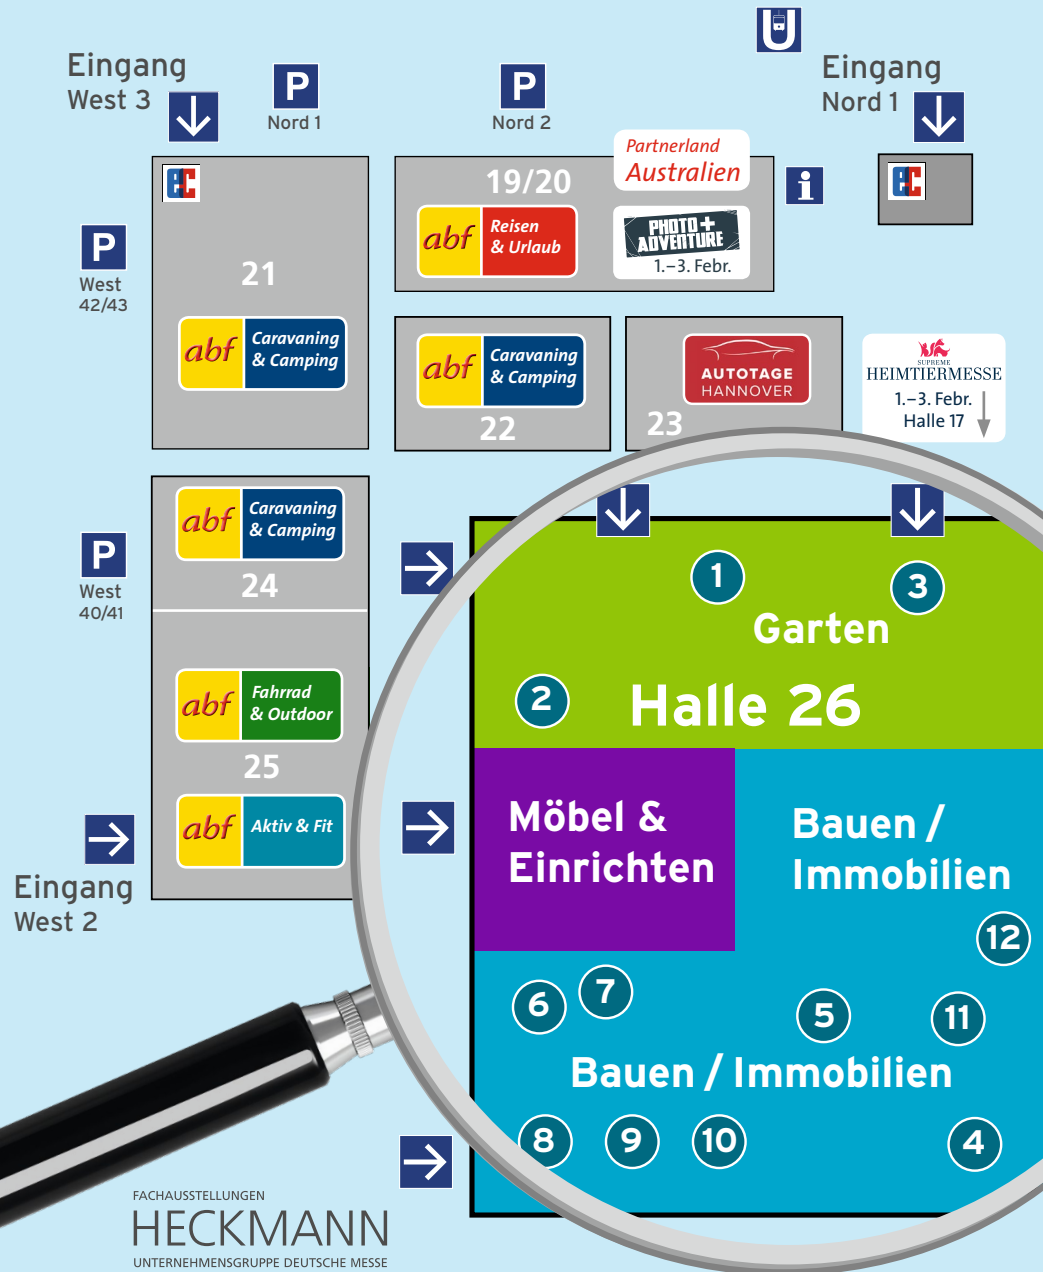 U
Eingang
West 3
P
Nord 1
P
Nord 2
Eingang
Nord 1
ec
19/20
Partnerland
Australien
i
ec
abf Reisen
& Urlaub
PHOTO+
ADVENTURE
1.–3. Febr.
P
West
42/43
21
abf Caravaning
& Camping
abf Caravaning
& Camping
22
AUTOTAGE
HANNOVER
23
SUPREME
HEIMTIERMESSE
1.–3. Febr.
Halle 17
abf Caravaning
& Camping
24
P
West
40/41
abf Fahrrad
& Outdoor
25
abf Aktiv & Fit
Eingang
West 2
1
3
Garten
2
Halle 26
Möbel &
Einrichten
Bauen /
Immobilien
12
6
7
5
11
Bauen / Immobilien
8
9
10
4
FACHAUSSTELLUNGEN
HECKMANN
UNTERNEHMENSGRUPPE DEUTSCHE MESSE